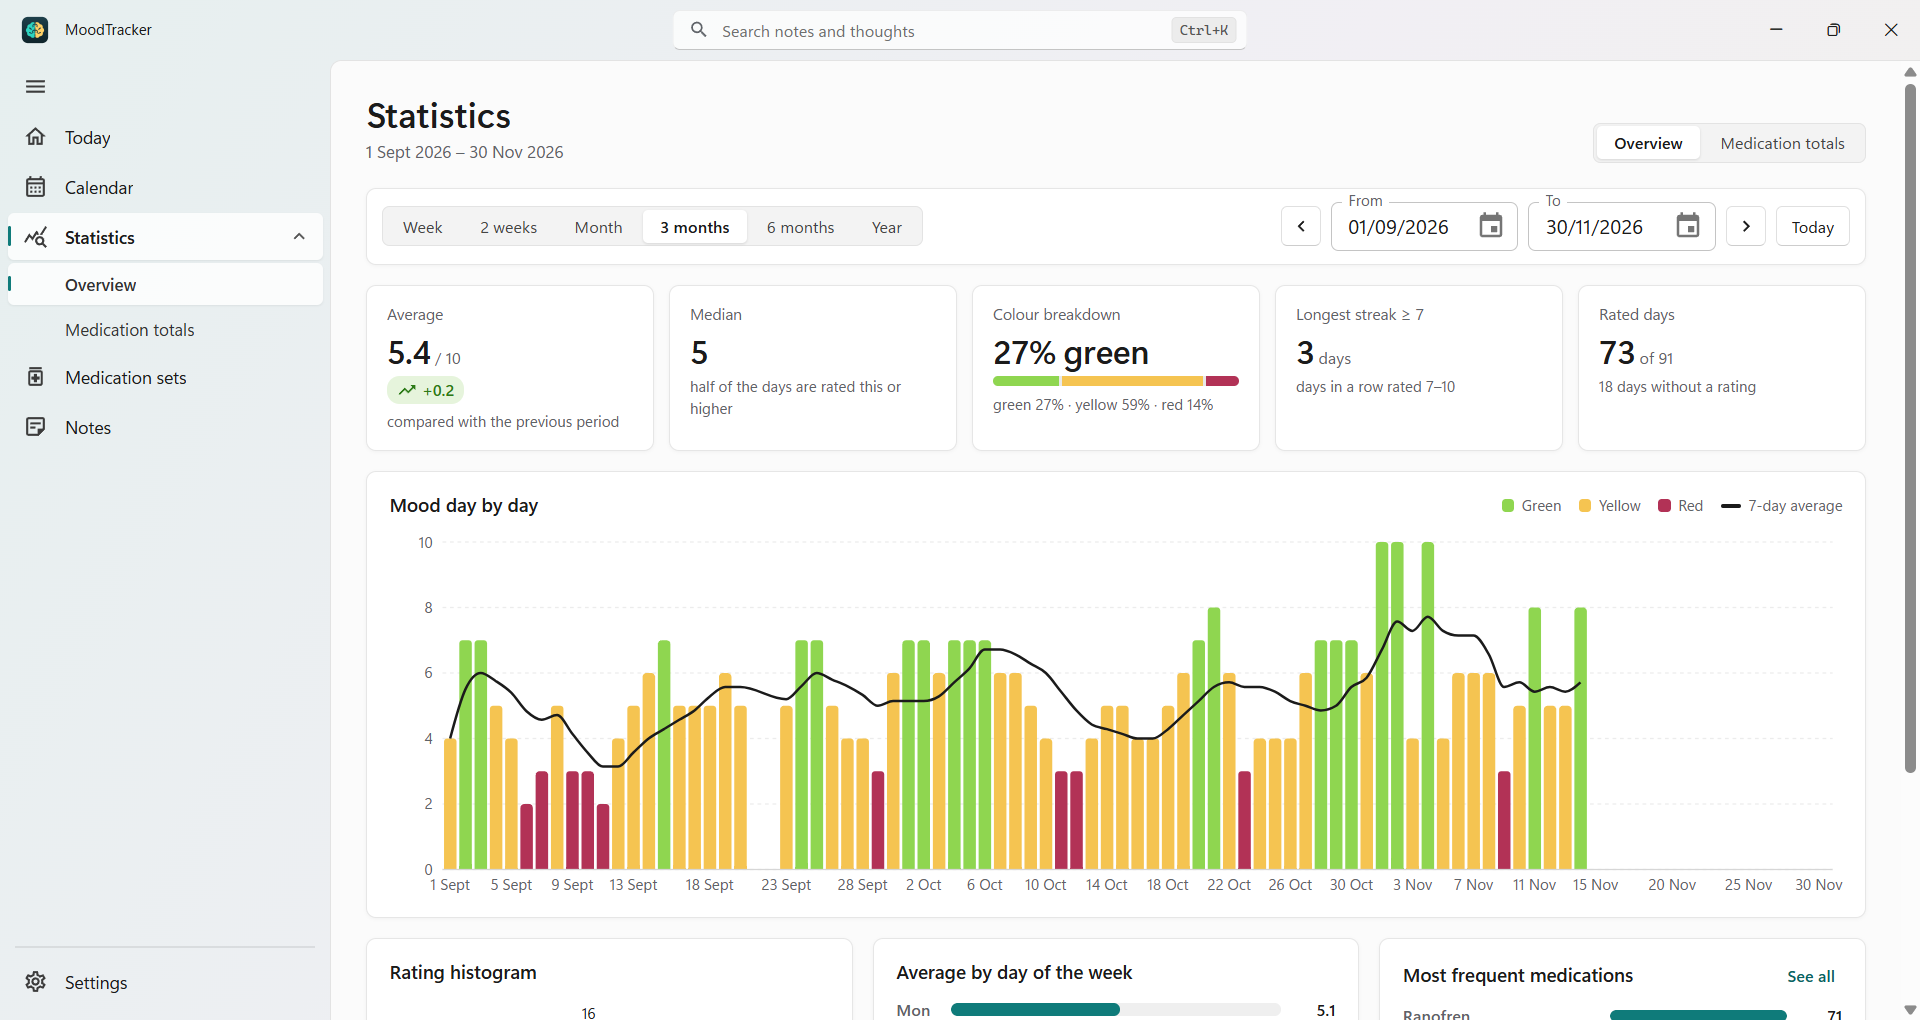 MoodTracker
Search notes and thoughts
Ctrl+K
Today
Calendar
Statistics
Overview
Medication totals
Medication sets
Notes
Settings
Statistics
1 Sept 2026 – 30 Nov 2026
Overview
Medication totals
Week
2 weeks
Month
3 months
6 months
Year
From
01/09/2026
To
30/11/2026
Today
Average
5.4 / 10
+0.2
compared with the previous period
Median
5
half of the days are rated this or
higher
Colour breakdown
27% green
green 27% · yellow 59% · red 14%
Longest streak ≥ 7
3 days
days in a row rated 7–10
Rated days
73 of 91
18 days without a rating
Mood day by day
Green
Yellow
Red
7-day average
10
8
6
4
2
0
1 Sept
5 Sept
9 Sept
13 Sept
18 Sept
23 Sept
28 Sept
2 Oct
6 Oct
10 Oct
14 Oct
18 Oct
22 Oct
26 Oct
30 Oct
3 Nov
7 Nov
11 Nov
15 Nov
20 Nov
25 Nov
30 Nov
Rating histogram
16
Average by day of the week
Mon
5.1
Most frequent medications
See all
Ranofren
71